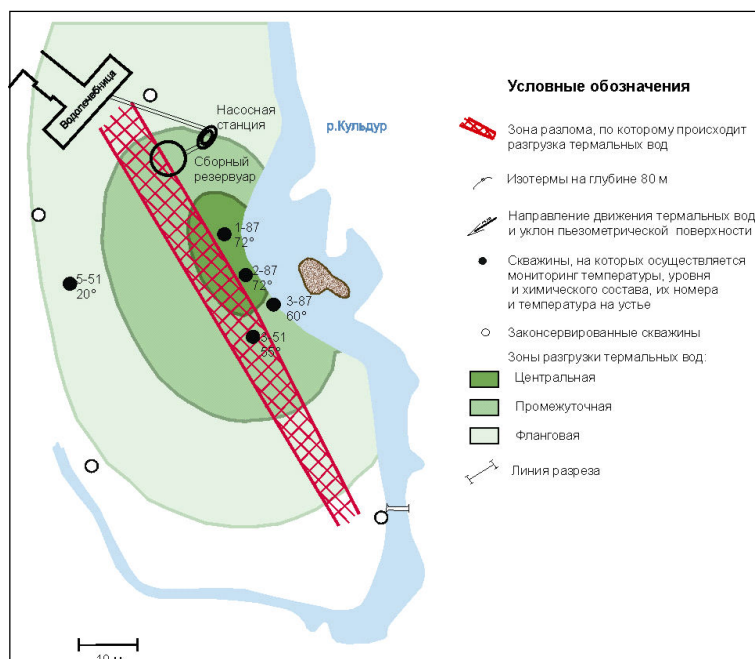 Водолечебница
Насосная
станция
р.Кульдур
Сборный
резервуар
1-87
72°
2-87
72°
5-51
20°
3-87
60°
55°
Условные обозначения
Зона разлома, по которому происходит
разгрузка термальных вод
Изотермы на глубине 80 м
Направление движения термальных вод
и уклон пьезометрической поверхности
Скважины, на которых осуществляется
мониторинг температуры, уровня
и химического состава, их номера
и температура на устье
Законсервированные скважины
Зоны разгрузки термальных вод:
Центральная
Промежуточная
Фланговая
Линия разреза